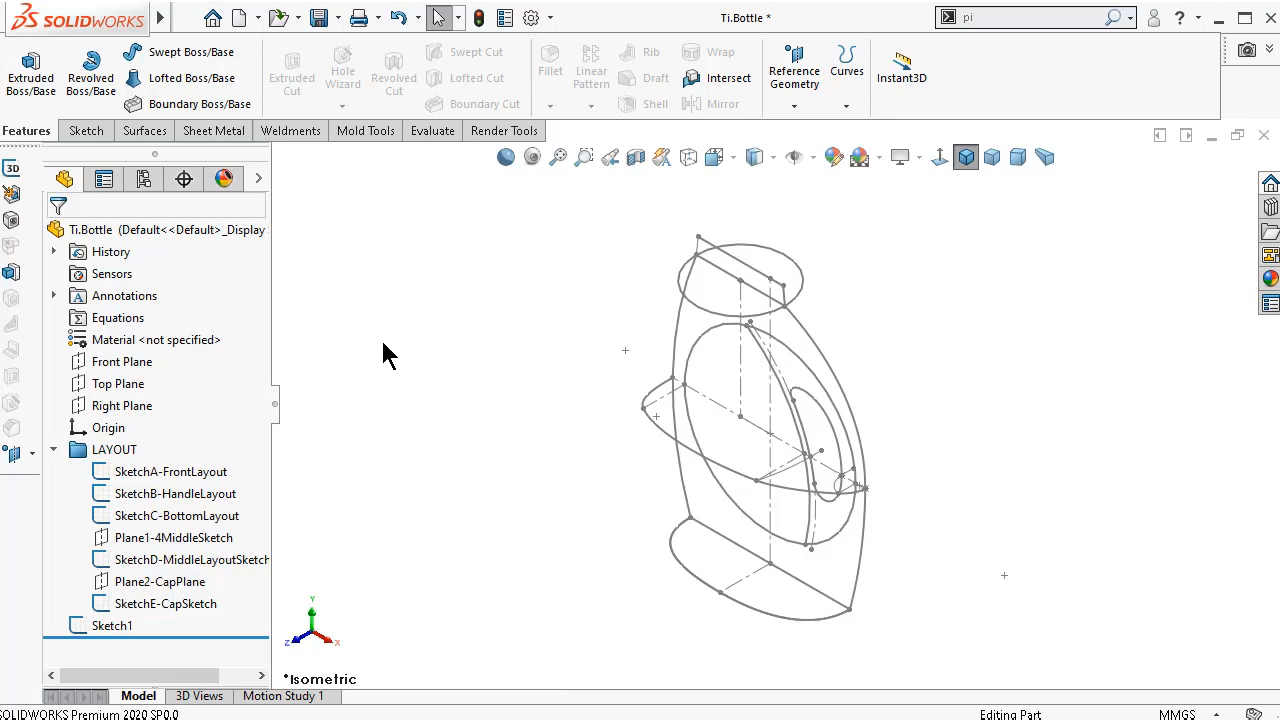 SOLIDWORKS
Ti.Bottle *
pi
?
Extruded Boss/Base
Revolved Boss/Base
Swept Boss/Base
Lofted Boss/Base
Boundary Boss/Base
Extruded Cut
Hole Wizard
Revolved Cut
Swept Cut
Lofted Cut
Boundary Cut
Fillet
Linear Pattern
Rib
Draft
Shell
Wrap
Intersect
Mirror
Reference Geometry
Curves
Instant3D
Features
Sketch
Surfaces
Sheet Metal
Weldments
Mold Tools
Evaluate
Render Tools
3D
Ti.Bottle (Default<<Default>_Display
History
Sensors
Annotations
Equations
Material <not specified>
Front Plane
Top Plane
Right Plane
Origin
LAYOUT
SketchA-FrontLayout
SketchB-HandleLayout
SketchC-BottomLayout
Plane1-4MiddleSketch
SketchD-MiddleLayoutSketch
Plane2-CapPlane
SketchE-CapSketch
Sketch1
Y
Z
X
*Isometric
Model
3D Views
Motion Study 1
SOLIDWORKS Premium 2020 SP0.0
Editing Part
MMGS